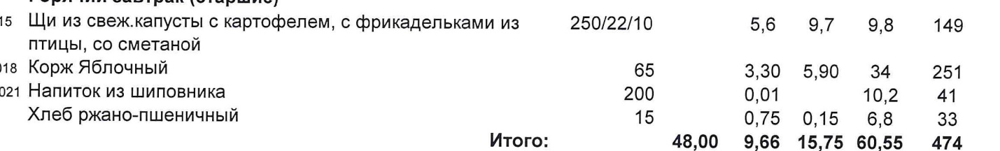 15 Щи из свеж.капусты с картофелем, с фрикадельками из 250/22/10 5,6 9,7 9,8 149
птицы, со сметаной
018 Корж Яблочный 65 3,30 5,90 34 251
021 Напиток из шиповника 200 0,01 10,2 41
Хлеб ржано-пшеничный 15 0,75 0,15 6,8 33
Итого: 48,00 9,66 15,75 60,55 474